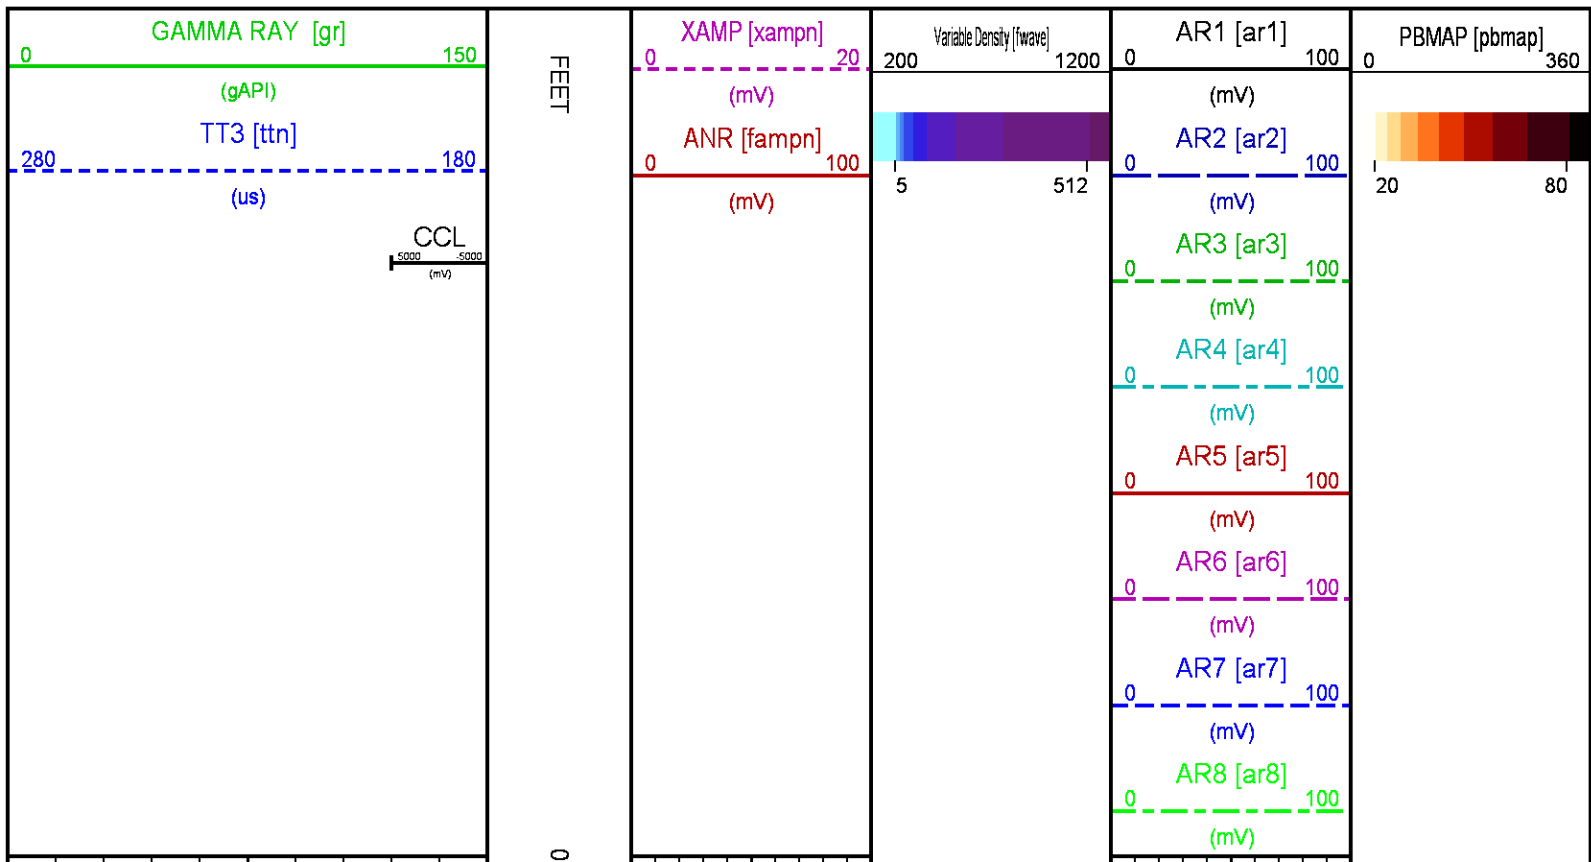 GAMMA RAY [gr]
0 150
(gAPI)
TT3 [ttn]
280 180
(us)
CCL
5000 -5000
(mV)
FEET
0
XAMP [xampn]
0 20
(mV)
ANR [fampn]
0 100
(mV)
Variable Density [fwave]
200 1200
5 512
AR1 [ar1]
0 100
(mV)
AR2 [ar2]
0 100
(mV)
AR3 [ar3]
0 100
(mV)
AR4 [ar4]
0 100
(mV)
AR5 [ar5]
0 100
(mV)
AR6 [ar6]
0 100
(mV)
AR7 [ar7]
0 100
(mV)
AR8 [ar8]
0 100
(mV)
PBMAP [pbmap]
0 360
20 80